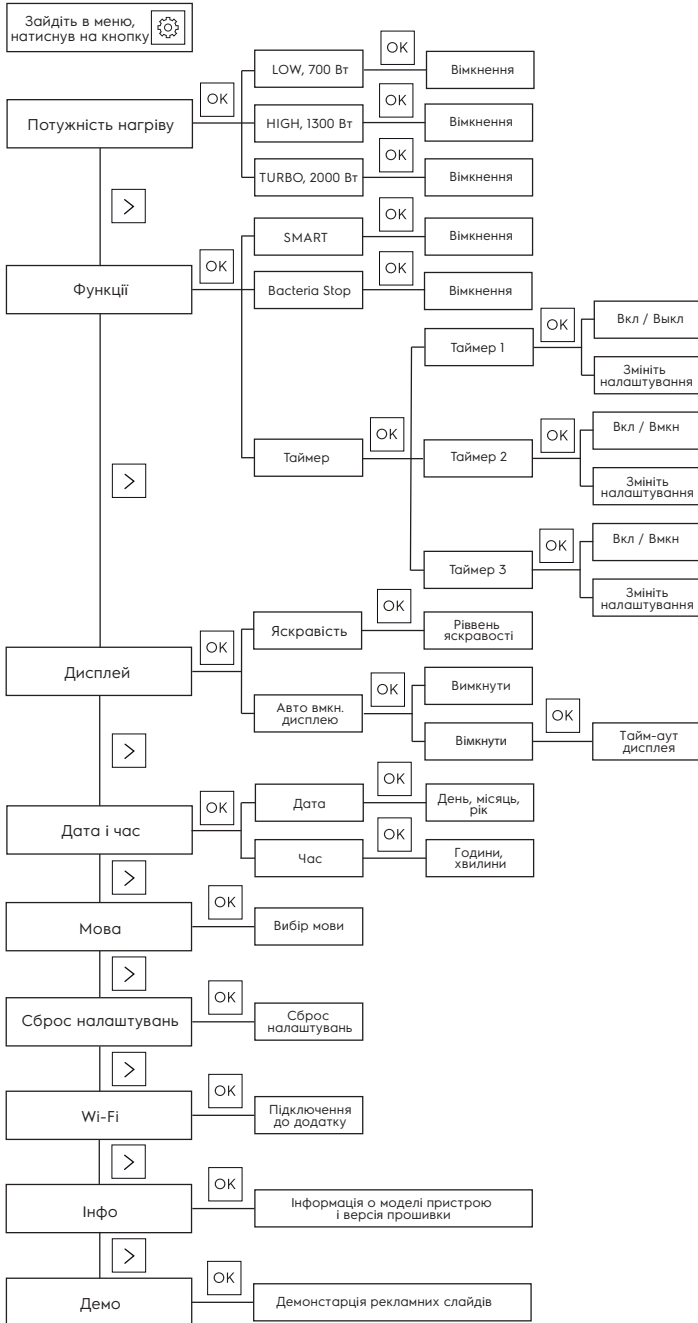 Зайдіть в меню,
натиснув на кнопку
OK
LOW, 700 Вт
OK
Вімкнення
Потужність нагріву
OK
HIGH, 1300 Вт
OK
Вімкнення
TURBO, 2000 Вт
OK
Вімкнення
>
Функції
OK
SMART
OK
Вімкнення
Bacteria Stop
OK
Вімкнення
Таймер
OK
Таймер 1
OK
Вкл / Выкл
Змініть
налаштування
Таймер 2
OK
Вкл / Вмкн
Змініть
налаштування
Таймер 3
OK
Вкл / Вмкн
Змініть
налаштування
>
Дисплей
OK
Яскравість
OK
Ріввень
яскравості
Авто вмкн.
дисплею
OK
Вимкнути
Вімкнути
OK
Тайм-аут
дисплея
>
Дата і час
OK
Дата
OK
День, місяць,
рік
Час
OK
Години,
хвилини
>
Мова
OK
Вибір мови
>
Сброс налаштувань
OK
Сброс
налаштувань
>
Wi-Fi
OK
Підключення
до додатку
>
Інфо
OK
Інформація о моделі пристрою
і версія прошивки
>
Демо
OK
Демонстарція рекламних слайдів